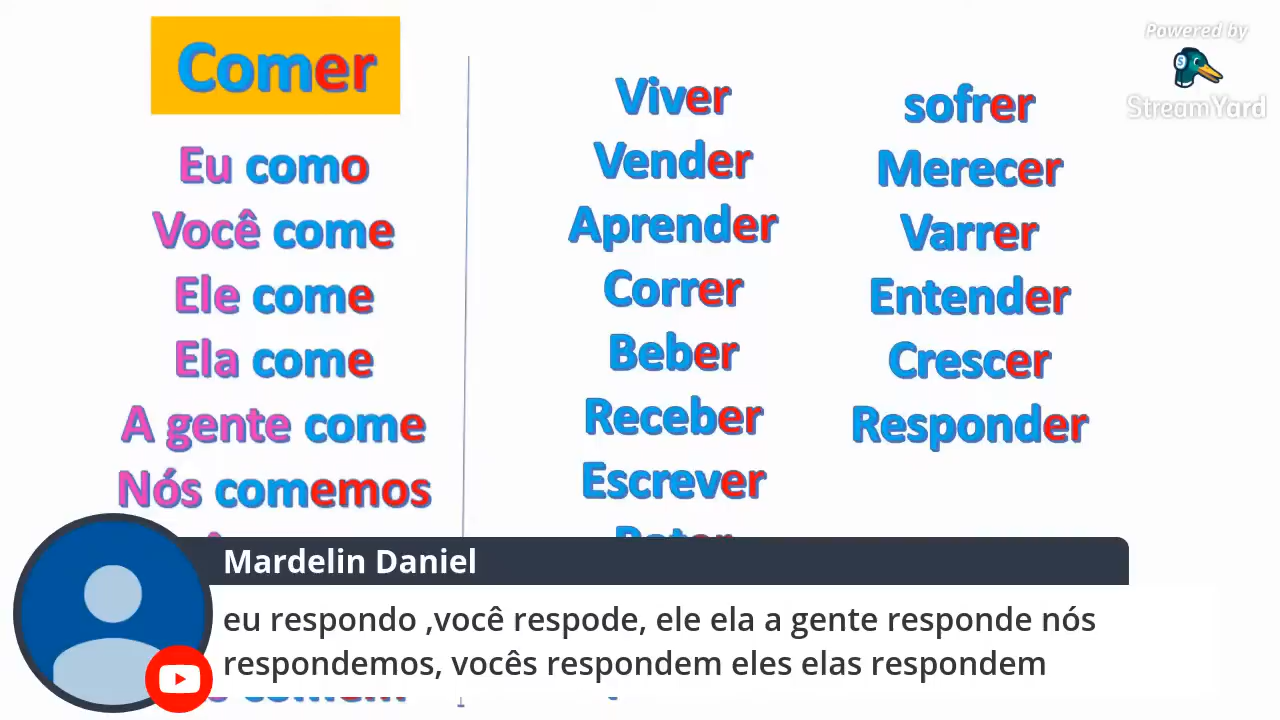 Comer
Eu como
Você come
Ele come
Ela come
A gente come
Nós comemos
Viver
Vender
Aprender
Correr
Beber
Receber
Escrever
sofrer
Merecer
Varrer
Entender
Crescer
Responder
Powered by
StreamYard
Mardelin Daniel
eu respondo ,você respode, ele ela a gente responde nós
respondemos, vocês respondem eles elas respondem